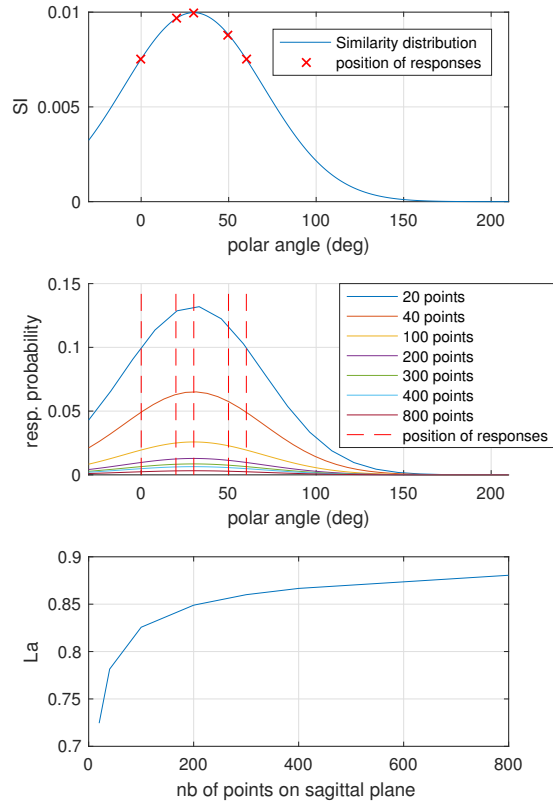 0.01
0.005
0
SI
0 50 100 150 200
polar angle (deg)
Similarity distribution
position of responses
0.15
0.1
0.05
0
resp. probability
0 50 100 150 200
polar angle (deg)
20 points
40 points
100 points
200 points
300 points
400 points
800 points
position of responses
0.9
0.85
0.8
0.75
0.7
La
0 200 400 600 800
nb of points on sagittal plane